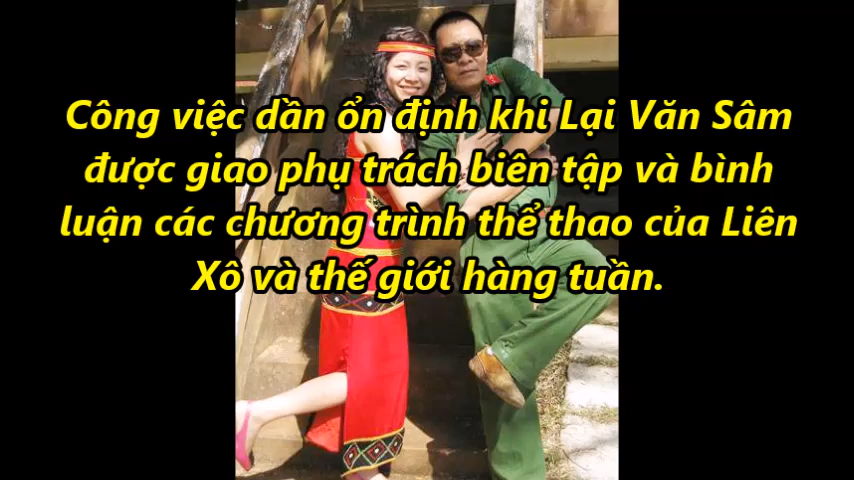 Công việc dần ổn định khi Lại Văn Sâm
được giao phụ trách biên tập và bình
luận các chương trình thể thao của Liên
Xô và thế giới hàng tuần.